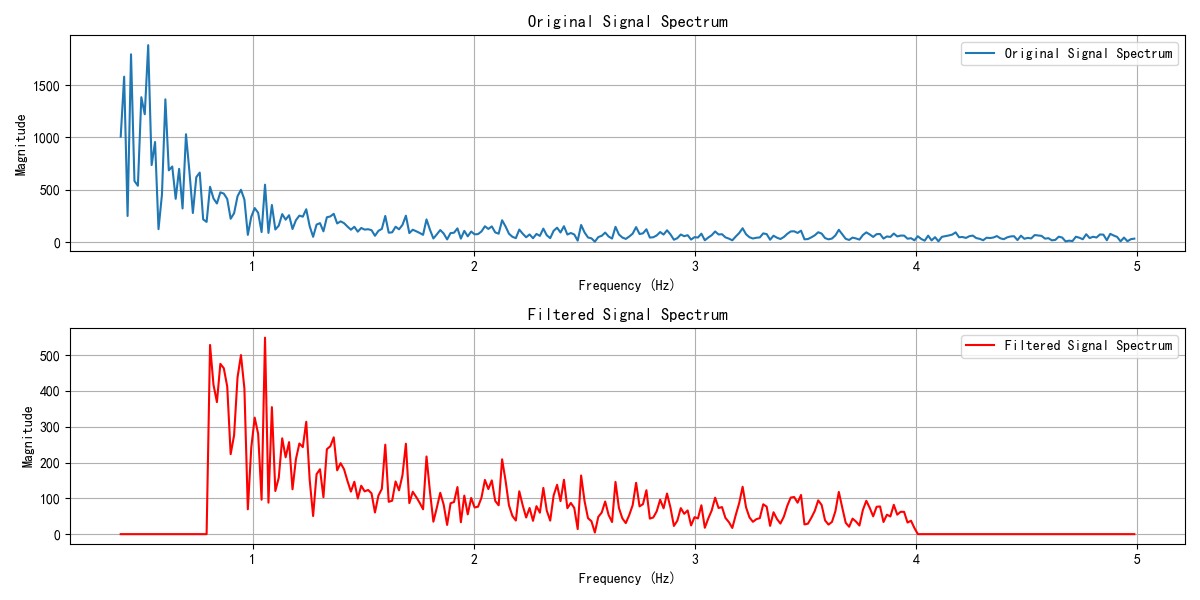 Original Signal Spectrum
Original Signal Spectrum
Magnitude
1500
1000
500
0
1 2 3 4 5
Frequency (Hz)
Filtered Signal Spectrum
Filtered Signal Spectrum
Magnitude
500
400
300
200
100
0
1 2 3 4 5
Frequency (Hz)